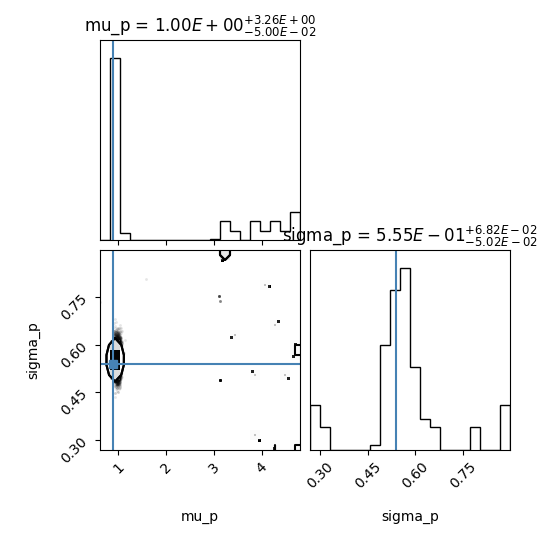 mu_p = 1.00E + 00+3.26E+00−5.00E−02
sigma_p = 5.55E − 01+6.82E−02−5.02E−02
sigma_p
0.75
0.60
0.45
0.30
1 2 3 4
0.30 0.45 0.60 0.75
mu_p
sigma_p